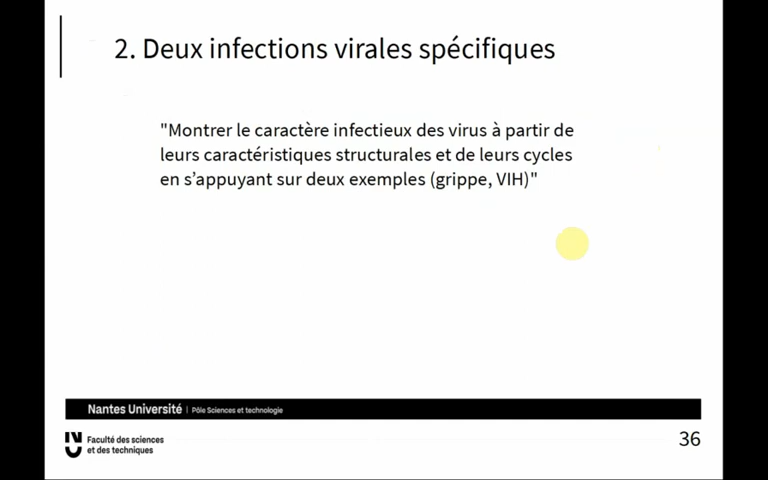 2. Deux infections virales spécifiques
"Montrer le caractère infectieux des virus à partir de
leurs caractéristiques structurales et de leurs cycles
en s'appuyant sur deux exemples (grippe, VIH)"
Nantes Université | Pôle Sciences et technologie
Faculté des sciences
et des techniques
36